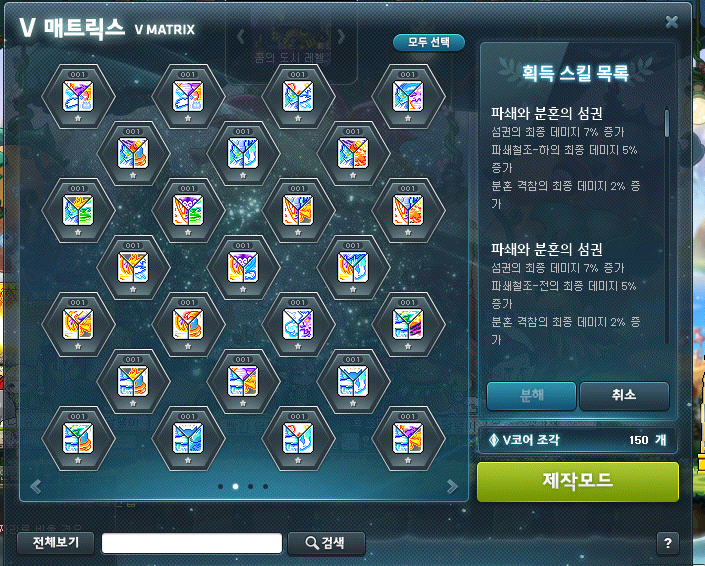 V 매트릭스 V MATRIX
모두 선택
꿈의 도시 레헬
001 001 001 001
001 001 001
001 001 001 001
001 001 001
001 001 001 001
001 001 001
001 001 001 001
획득 스킬 목록
파쇄와 분혼의 섬권
섬권의 최종 데미지 7% 증가
파쇄철조-하의 최종 데미지 5%
증가
분혼 격참의 최종 데미지 2% 증
가
파쇄와 분혼의 섬권
섬권의 최종 데미지 7% 증가
파쇄철조-전의 최종 데미지 5%
증가
분혼 격참의 최종 데미지 2% 증
가
분해
취소
V코어 조각 150 개
제작모드
전체보기
검색
?